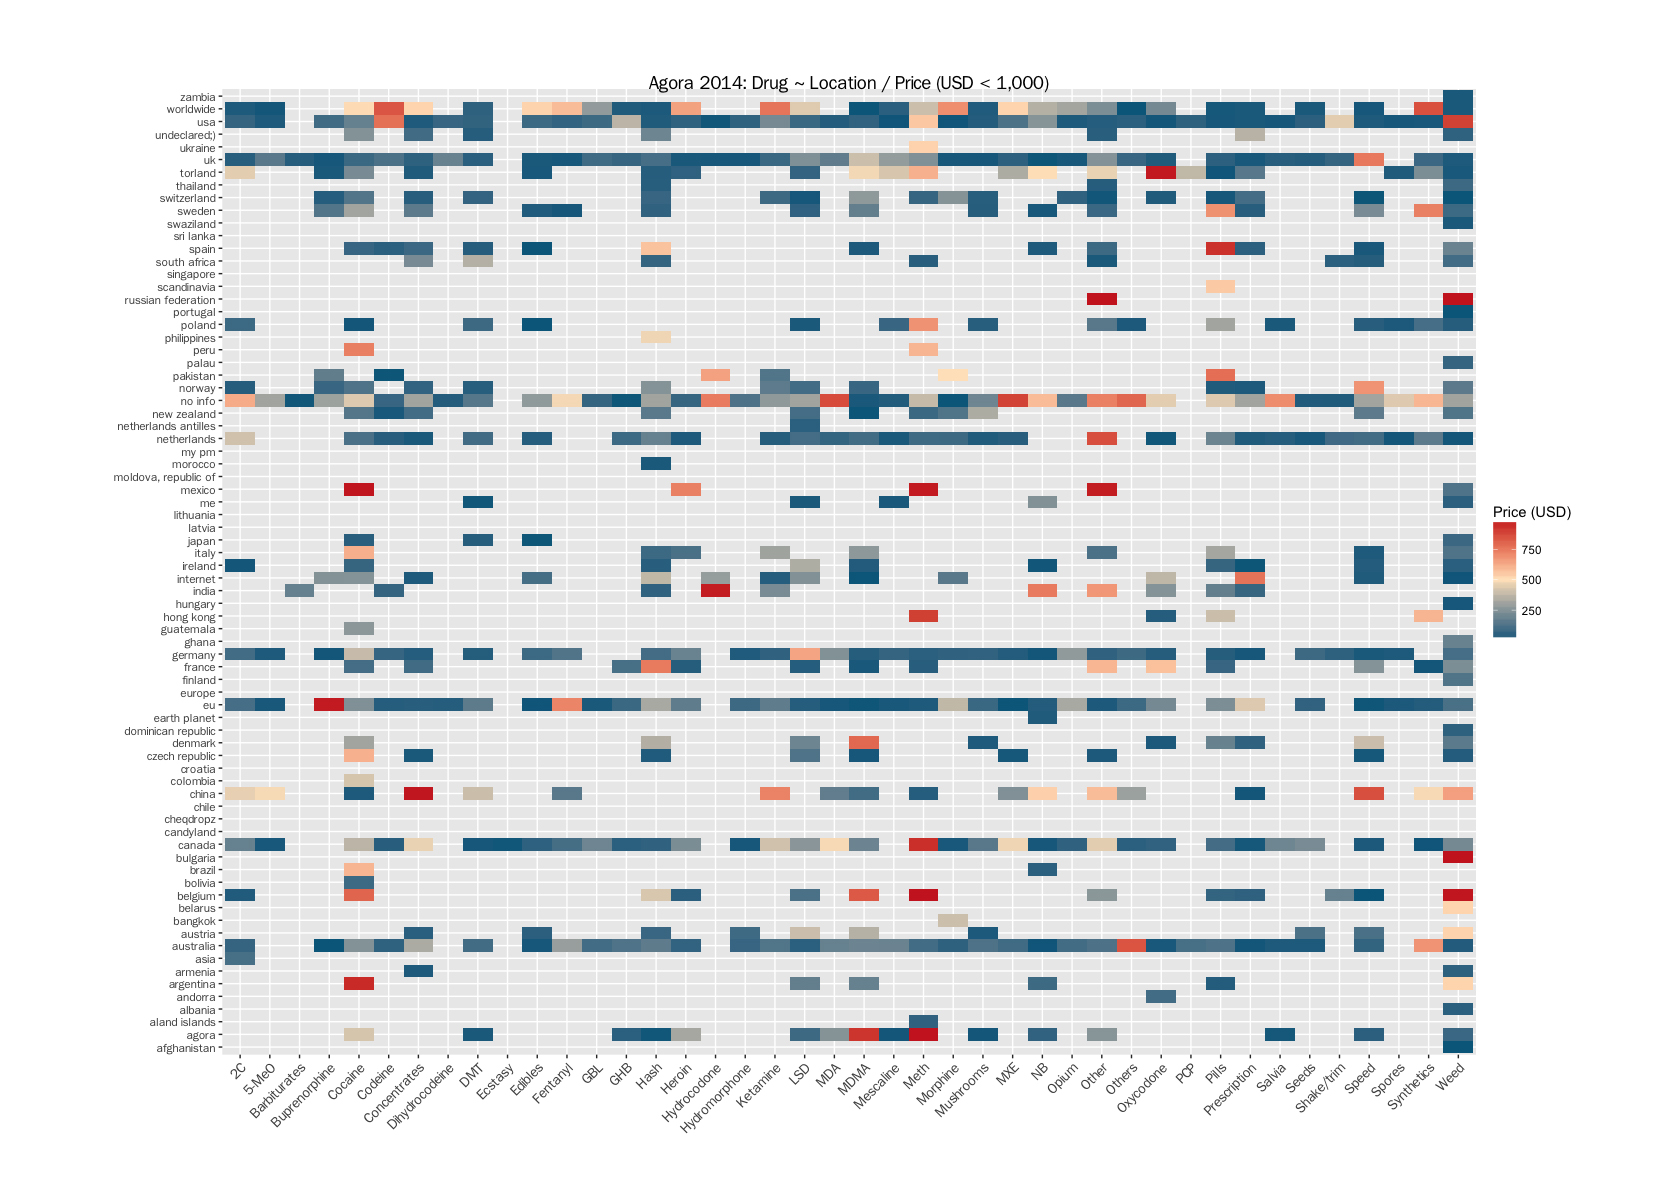 Agora 2014: Drug ~ Location / Price (USD < 1,000)
zambia
worldwide
usa
undeclared;)
ukraine
uk
torland
thailand
switzerland
sweden
swaziland
sri lanka
spain
south africa
singapore
scandinavia
russian federation
portugal
poland
philippines
peru
palau
pakistan
norway
no info
new zealand
netherlands antilles
netherlands
my pm
morocco
moldova, republic of
mexico
me
lithuania
latvia
japan
italy
ireland
internet
india
hungary
hong kong
guatemala
ghana
germany
france
finland
europe
eu
earth planet
dominican republic
denmark
czech republic
croatia
colombia
china
chile
cheqdropz
candyland
canada
bulgaria
brazil
bolivia
belgium
belarus
bangkok
austria
australia
asia
armenia
argentina
andorra
albania
aland islands
agora
afghanistan
2C
5-MeO
Barbiturates
Buprenorphine
Cocaine
Codeine
Concentrates
Dihydrocodeine
DMT
Ecstasy
Edibles
Fentanyl
GBL
GHB
Hash
Heroin
Hydrocodone
Hydromorphone
Ketamine
LSD
MDA
MDMA
Mescaline
Meth
Morphine
Mushrooms
MXE
NB
Opium
Other
Others
Oxycodone
PCP
Pills
Prescription
Salvia
Seeds
Shake/trim
Speed
Spores
Synthetics
Weed
Price (USD)
750
500
250